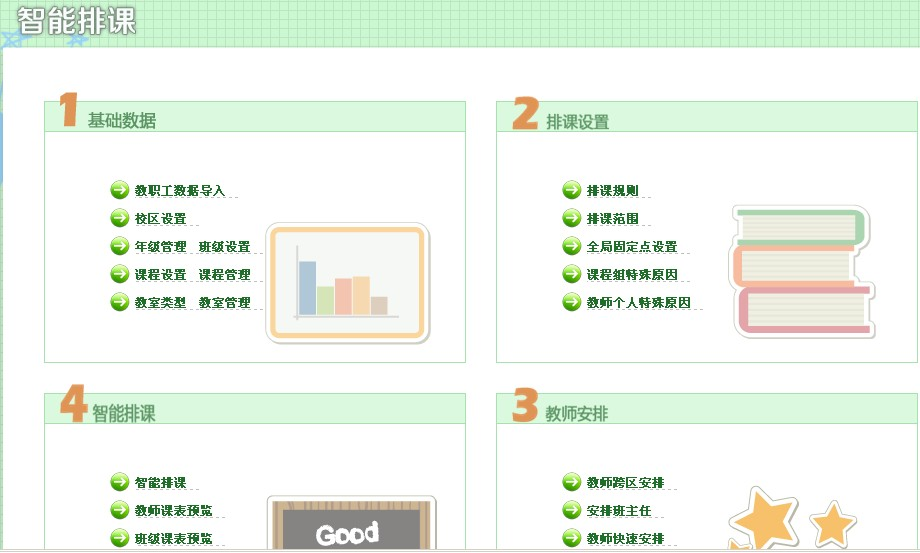 智能排课
1 基础数据
教职工数据导入
校区设置
年级管理 班级设置
课程设置 课程管理
教室类型 教室管理
2 排课设置
排课规则
排课范围
全局固定点设置
课程组特殊原因
教师个人特殊原因
4 智能排课
智能排课
教师课表预览
班级课表预览
Good
3 教师安排
教师跨区安排
安排班主任
教师快速安排